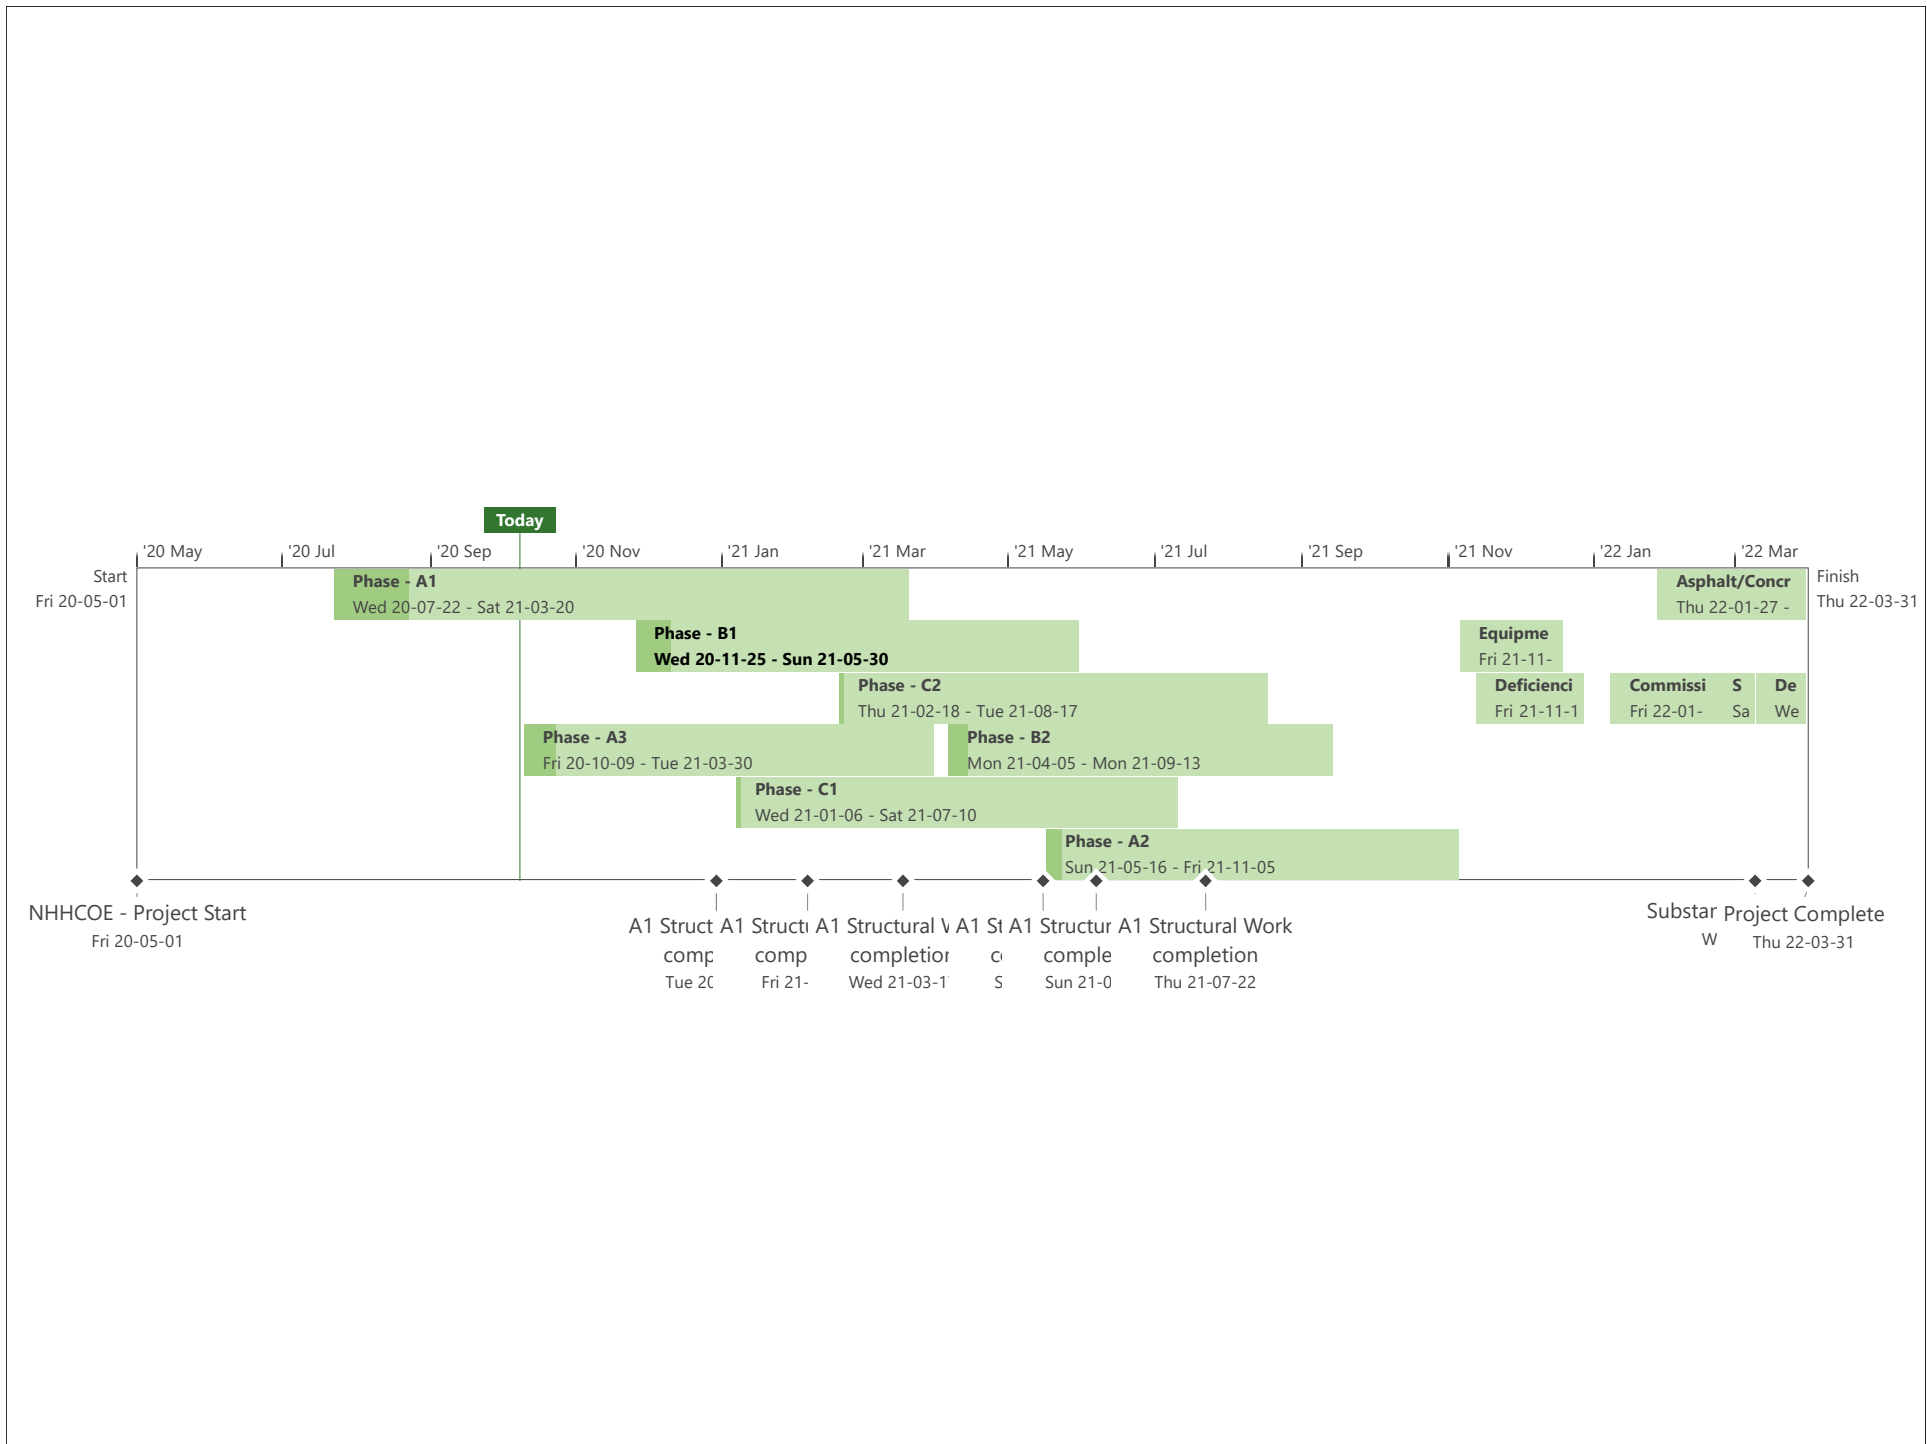 Today
'20 May '20 Jul '20 Sep '20 Nov '21 Jan '21 Mar '21 May '21 Jul '21 Sep '21 Nov '22 Jan '22 Mar
Start
Fri 20-05-01
Finish
Thu 22-03-31
Phase - A1
Wed 20-07-22 - Sat 21-03-20
Asphalt/Concr
Thu 22-01-27 -
Phase - B1
Wed 20-11-25 - Sun 21-05-30
Equipme
Fri 21-11-
Phase - C2
Thu 21-02-18 - Tue 21-08-17
Deficienci
Fri 21-11-1
Commissi
Fri 22-01-
S
Sa
De
We
Phase - A3
Fri 20-10-09 - Tue 21-03-30
Phase - B2
Mon 21-04-05 - Mon 21-09-13
Phase - C1
Wed 21-01-06 - Sat 21-07-10
Phase - A2
Sun 21-05-16 - Fri 21-11-05
NHHCOE - Project Start
Fri 20-05-01
A1 Struct
comp
Tue 20
A1 Struct
comp
Fri 21-
A1 Structural
completion
Wed 21-03-1
A1 St
c
S
A1 Structur
comple
Sun 21-0
A1 Structural Work
completion
Thu 21-07-22
Substan
W
Project Complete
Thu 22-03-31